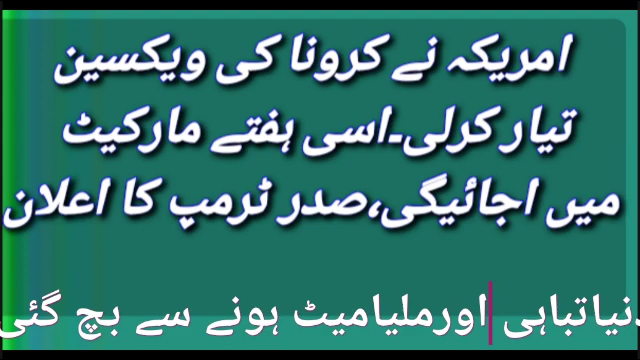 امریکہ نے کرونا کی ویکسین
تیار کرلی۔اسی ہفتے مارکیٹ
میں اجائیگی،صدر ٹرمپ کا اعلان
دنیاتباہی اورملیامیٹ ہونے سے بچ گئی